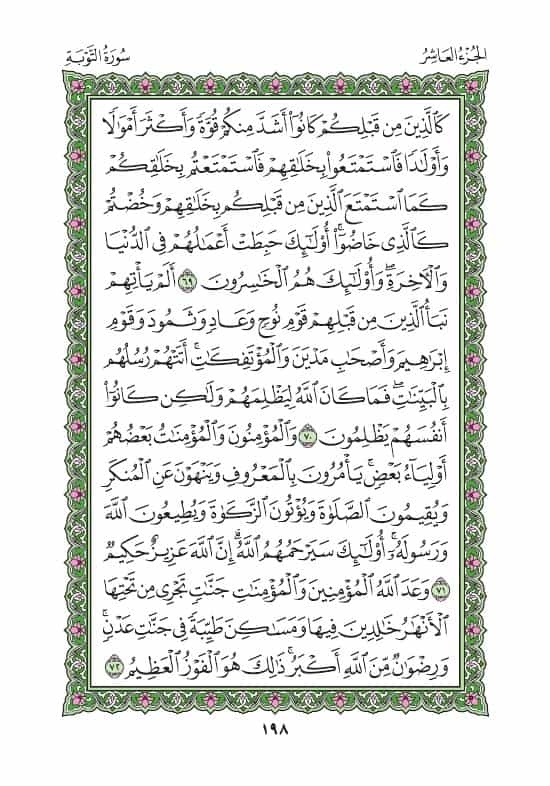 الجُزْءُ العَاشِرُ
سُورَةُ التَّوْبَةِ
كَٱلَّذِينَ مِن قَبْلِكُمْ كَانُوٓا۟ أَشَدَّ مِنكُمْ قُوَّةً وَأَكْثَرَ أَمْوَٰلًا
وَأَوْلَٰدًا فَٱسْتَمْتَعُوا۟ بِخَلَٰقِهِمْ فَٱسْتَمْتَعْتُم بِخَلَٰقِكُمْ
كَمَا ٱسْتَمْتَعَ ٱلَّذِينَ مِن قَبْلِكُم بِخَلَٰقِهِمْ وَخُضْتُمْ
كَٱلَّذِى خَاضُوٓا۟ ۚ أُو۟لَٰٓئِكَ حَبِطَتْ أَعْمَٰلُهُمْ فِى ٱلدُّنْيَا
وَٱلْءَاخِرَةِ ۖ وَأُو۟لَٰٓئِكَ هُمُ ٱلْخَٰسِرُونَ ٦٩ أَلَمْ يَأْتِهِمْ
نَبَأُ ٱلَّذِينَ مِن قَبْلِهِمْ قَوْمِ نُوحٍ وَعَادٍ وَثَمُودَ وَقَوْمِ
إِبْرَٰهِيمَ وَأَصْحَٰبِ مَدْيَنَ وَٱلْمُؤْتَفِكَٰتِ ۚ أَتَتْهُمْ رُسُلُهُم
بِٱلْبَيِّنَٰتِ ۖ فَمَا كَانَ ٱللَّهُ لِيَظْلِمَهُمْ وَلَٰكِن كَانُوٓا۟
أَنفُسَهُمْ يَظْلِمُونَ ٧٠ وَٱلْمُؤْمِنُونَ وَٱلْمُؤْمِنَٰتُ بَعْضُهُمْ
أَوْلِيَآءُ بَعْضٍ ۚ يَأْمُرُونَ بِٱلْمَعْرُوفِ وَيَنْهَوْنَ عَنِ ٱلْمُنكَرِ
وَيُقِيمُونَ ٱلصَّلَوٰةَ وَيُؤْتُونَ ٱلزَّكَوٰةَ وَيُطِيعُونَ ٱللَّهَ
وَرَسُولَهُۥٓ ۚ أُو۟لَٰٓئِكَ سَيَرْحَمُهُمُ ٱللَّهُ ۗ إِنَّ ٱللَّهَ عَزِيزٌ حَكِيمٌ
٧١ وَعَدَ ٱللَّهُ ٱلْمُؤْمِنِينَ وَٱلْمُؤْمِنَٰتِ جَنَّٰتٍ تَجْرِى مِن تَحْتِهَا
ٱلْأَنْهَٰرُ خَٰلِدِينَ فِيهَا وَمَسَٰكِنَ طَيِّبَةً فِى جَنَّٰتِ عَدْنٍ ۚ
وَرِضْوَٰنٌ مِّنَ ٱللَّهِ أَكْبَرُ ۚ ذَٰلِكَ هُوَ ٱلْفَوْزُ ٱلْعَظِيمُ ٧٢
١٩٨